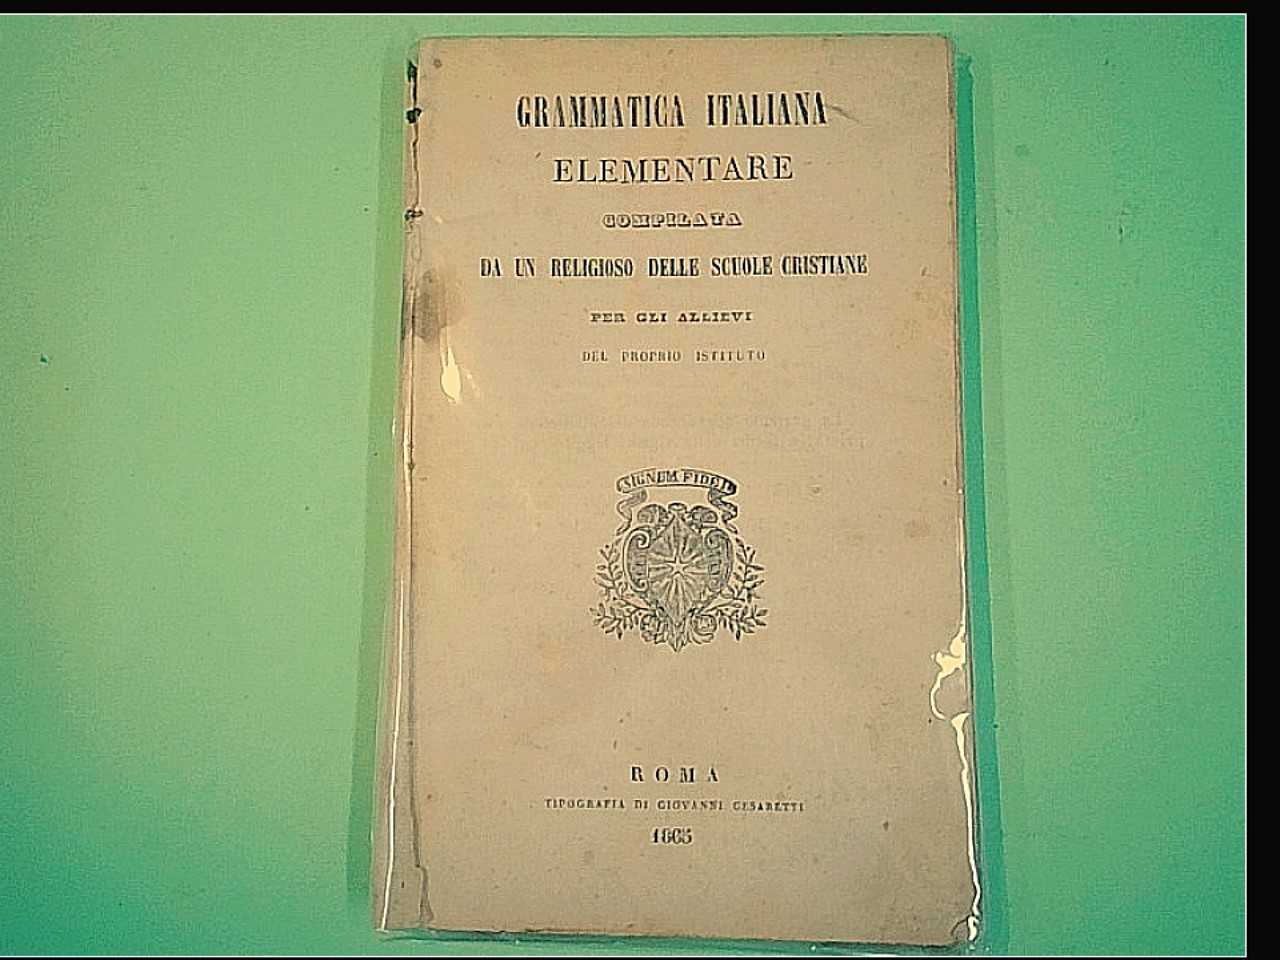 GRAMMATICA ITALIANA
ELEMENTARE
COMPILATA
DA UN RELIGIOSO DELLE SCUOLE CRISTIANE
PER GLI ALLIEVI
DEL PROPRIO ISTITUTO
SIGNUM FIDEI
ROMA
TIPOGRAFIA DI GIOVANNI CESARETTI
1865